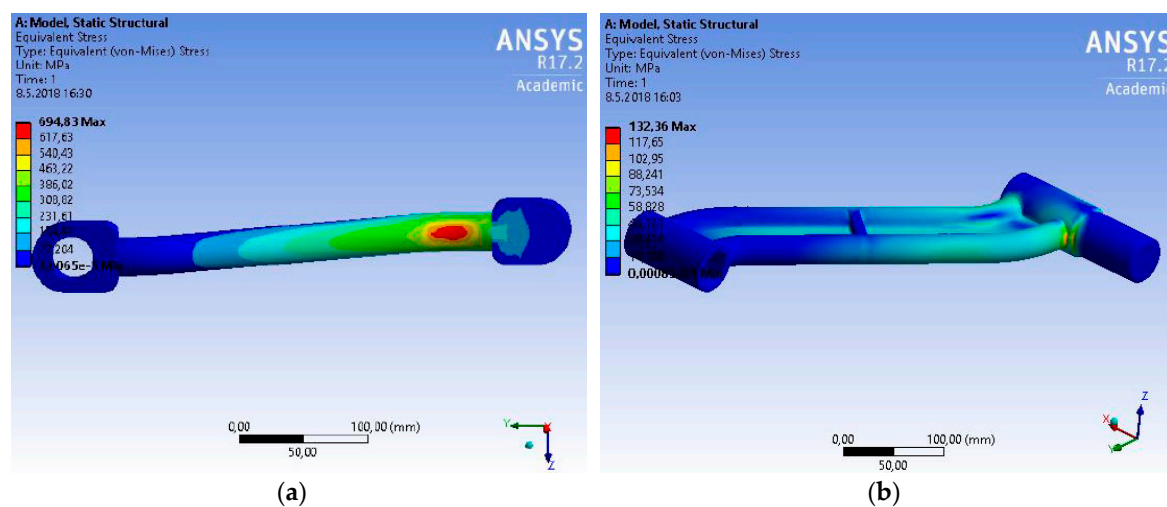 A: Model, Static Structural
Equivalent Stress
Type: Equivalent (von-Mises) Stress
Unit: MPa
Time: 1
8.5.2018 16:30
ANSYS
R17.2
Academic
694,83 Max
617,63
540,43
463,22
386,02
308,82
231,61
0,00
100,00 (mm)
50,00
Y
X
Z
(a)
A: Model, Static Structural
Equivalent Stress
Type: Equivalent (von-Mises) Stress
Unit: MPa
Time: 1
8.5.2018 16:03
ANSYS
R17.2
Academic
132,36 Max
117,65
102,95
88,241
73,534
58,828
0,00
100,00 (mm)
50,00
Z
X
Y
(b)